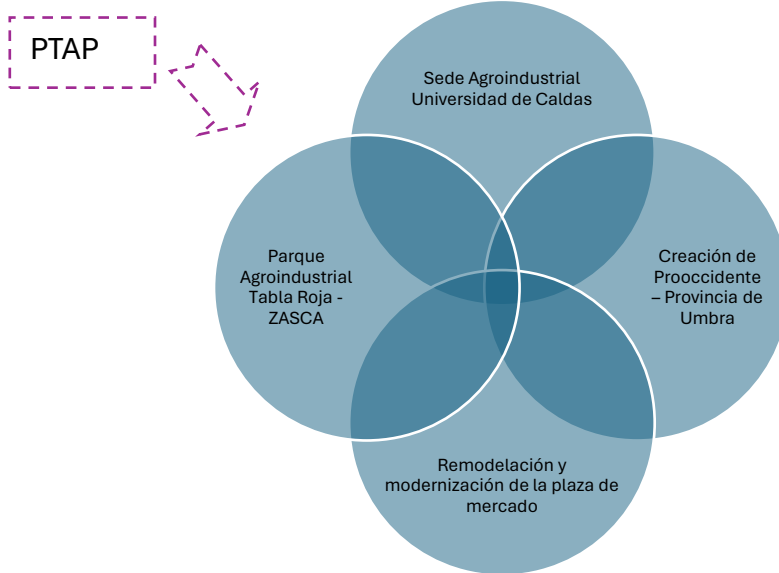 PTAP
Sede Agroindustrial
Universidad de Caldas
Parque
Agroindustrial
Tabla Roja -
ZASCA
Creación de
Prooccidente
– Provincia de
Umbra
Remodelación y
modernización de la plaza de
mercado